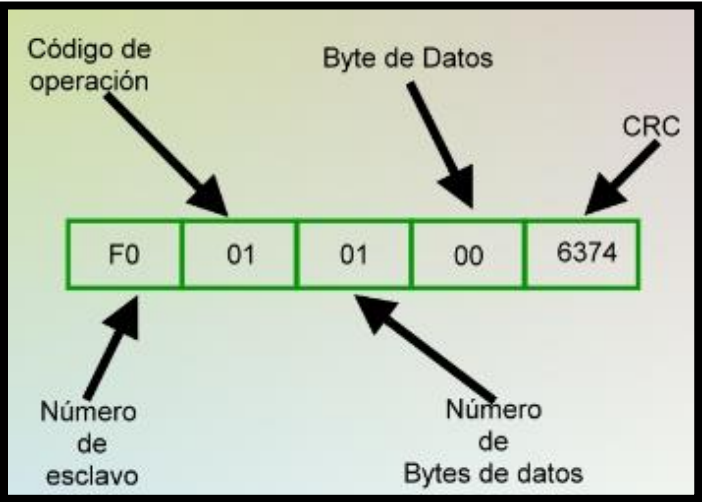 Código de
operación
Byte de Datos
CRC
F0 01 01 00 6374
Número
de
esclavo
Número
de
Bytes de datos